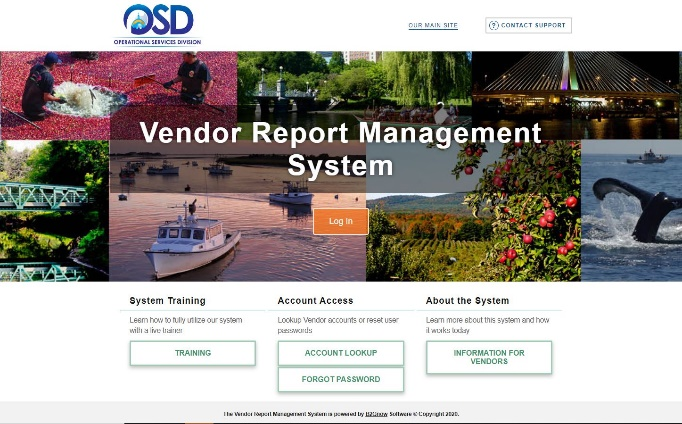 OSD
OPERATIONAL SERVICES DIVISION
OUR MAIN SITE
? CONTACT SUPPORT
Vendor Report Management
System
Log In
System Training
Learn how to fully utilize our system
with a live trainer
TRAINING
Account Access
Lookup Vendor accounts or reset user
passwords
ACCOUNT LOOKUP
FORGOT PASSWORD
About the System
Learn more about this system and how
it works today
INFORMATION FOR
VENDORS
The Vendor Report Management System is powered by B2Gnow Software © Copyright 2020.